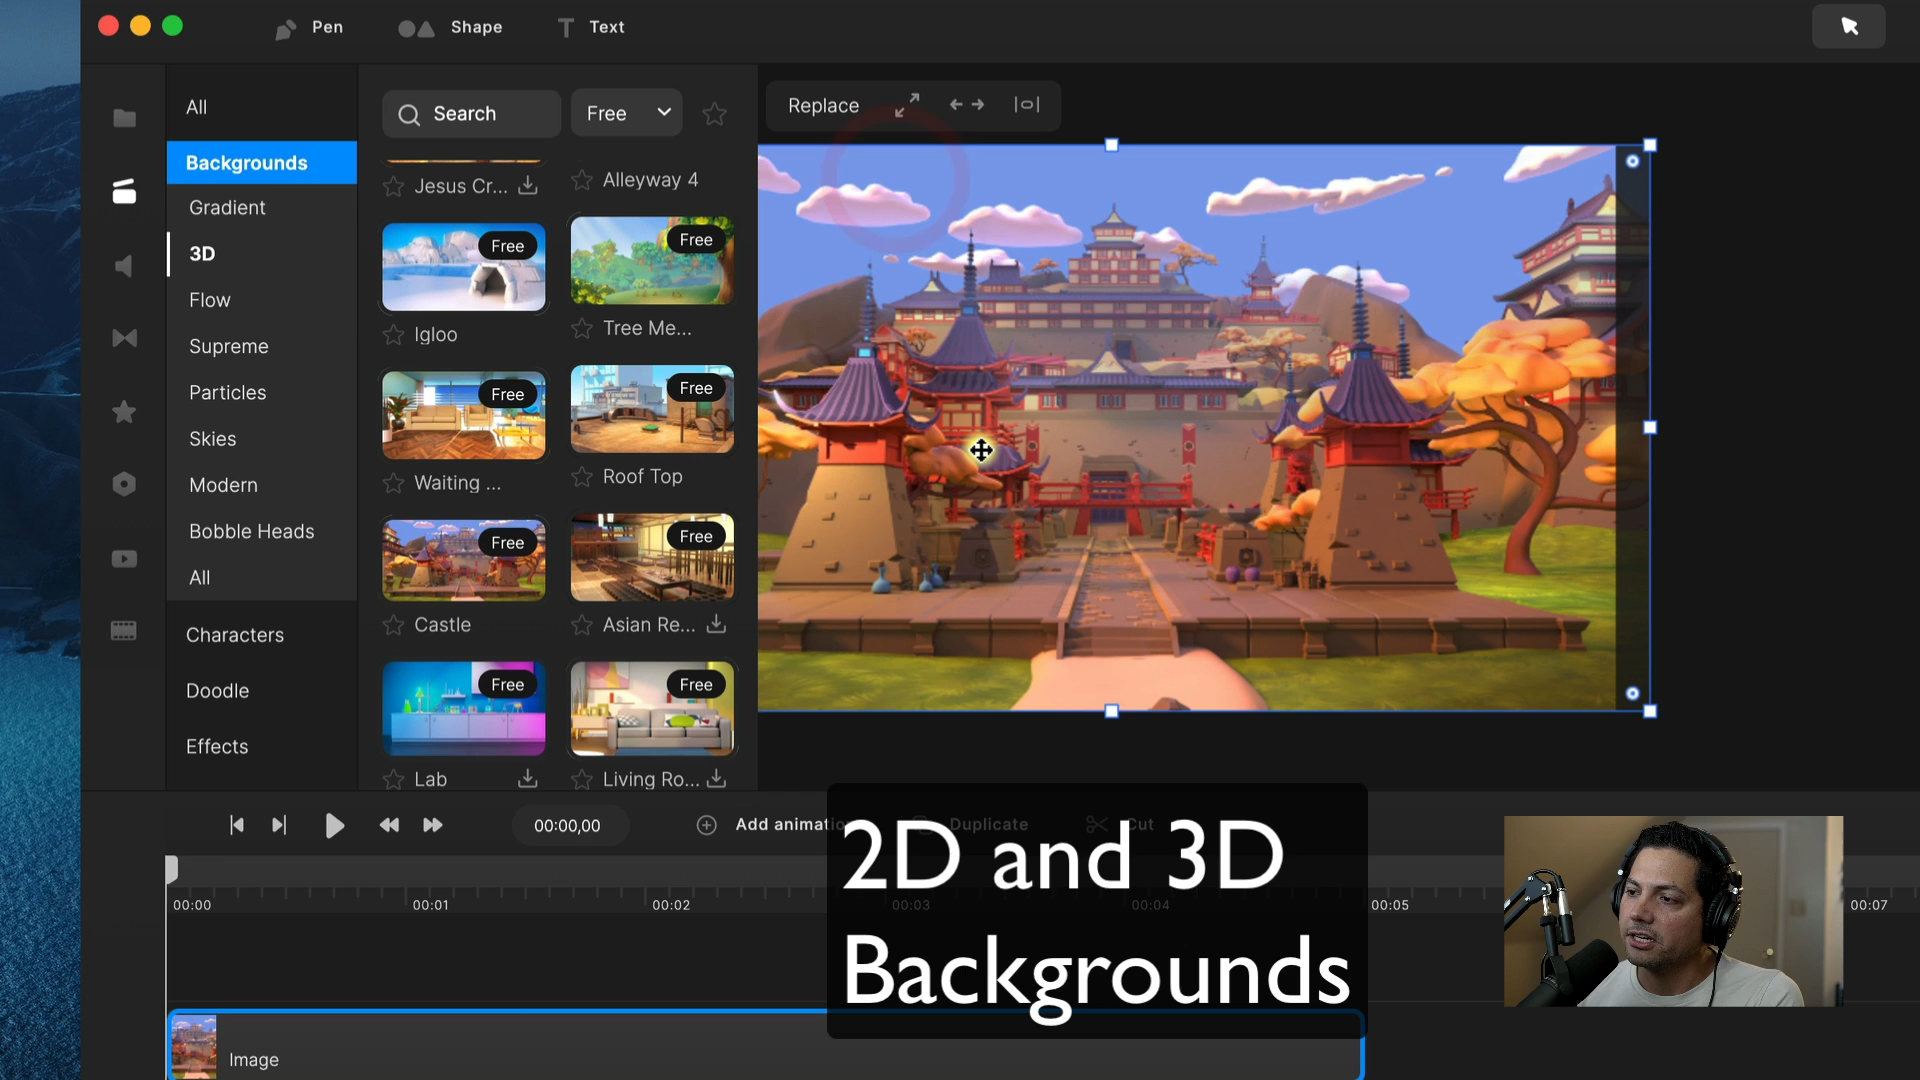 Pen
Shape
Text
All
Backgrounds
Gradient
3D
Flow
Supreme
Particles
Skies
Modern
Bobble Heads
All
Characters
Doodle
Effects
Search
Free
Jesus Cr...
Alleyway 4
Free
Free
Igloo
Tree Me...
Free
Free
Waiting ...
Roof Top
Free
Free
Castle
Asian Re...
Free
Free
Lab
Living Ro...
Replace
00:00,00
Add animatio
Duplicate
Cut
00:00
00:01
00:02
00:03
00:04
00:05
00:07
2D and 3D
Backgrounds
Image